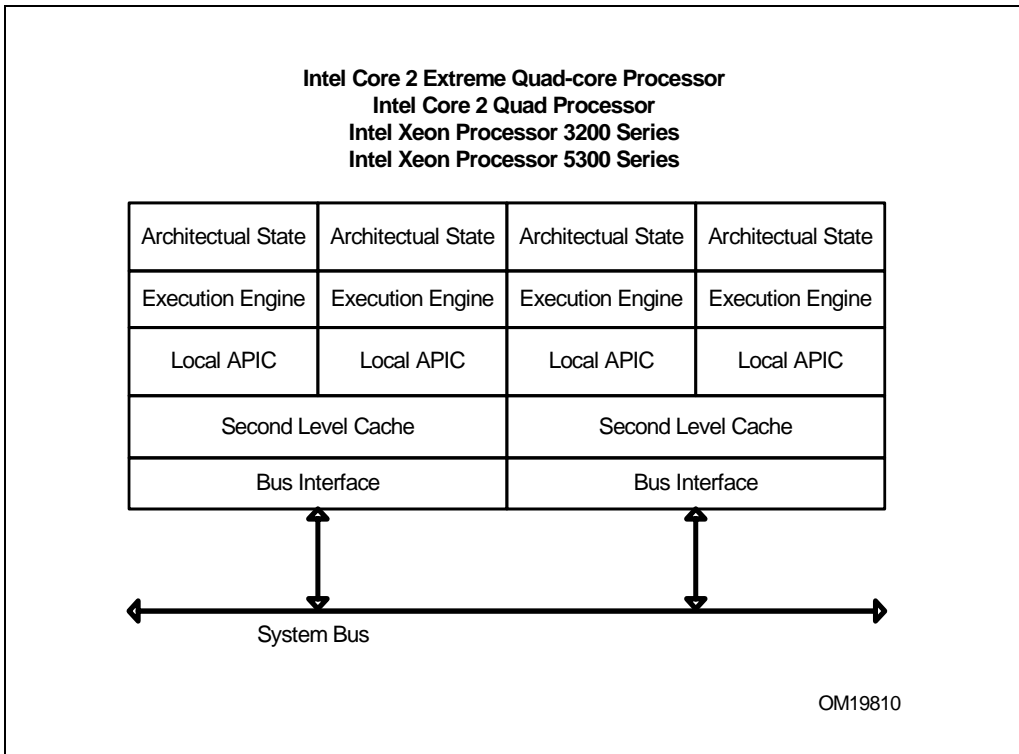 Intel Core 2 Extreme Quad-core Processor
Intel Core 2 Quad Processor
Intel Xeon Processor 3200 Series
Intel Xeon Processor 5300 Series
Architectual State Architectual State Architectual State Architectual State
Execution Engine Execution Engine Execution Engine Execution Engine
Local APIC Local APIC Local APIC Local APIC
Second Level Cache Second Level Cache
Bus Interface Bus Interface
System Bus
OM19810